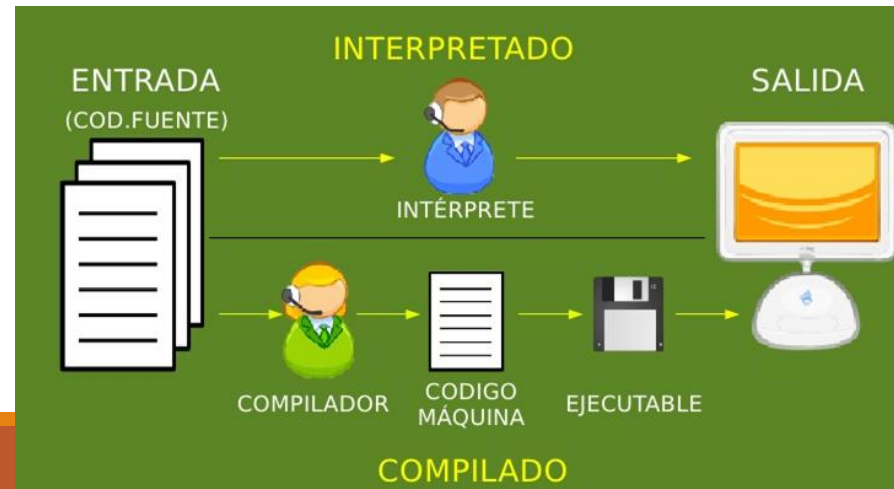 INTERPRETADO
ENTRADA
(COD.FUENTE)
SALIDA
INTÉRPRETE
COMPILADOR
CODIGO
MÁQUINA
EJECUTABLE
COMPILADO